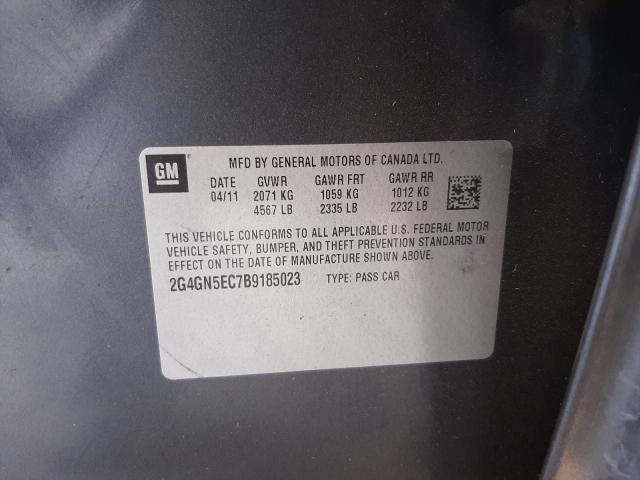 GM
MFD BY GENERAL MOTORS OF CANADA LTD.
DATE GVWR GAWR FRT GAWR RR
04/11 2071 KG 1059 KG 1012 KG
4567 LB 2335 LB 2232 LB
THIS VEHICLE CONFORMS TO ALL APPLICABLE U.S. FEDERAL MOTOR
VEHICLE SAFETY, BUMPER, AND THEFT PREVENTION STANDARDS IN
EFFECT ON THE DATE OF MANUFACTURE SHOWN ABOVE.
2G4GN5EC7B9185023 TYPE: PASS CAR